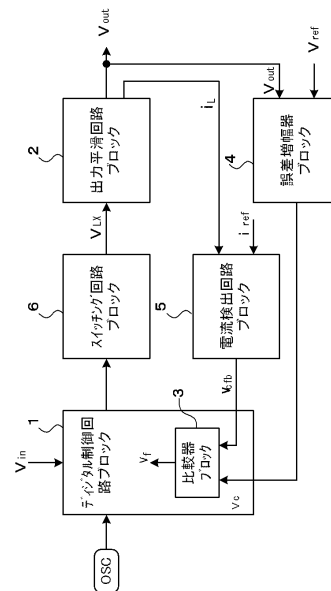 OSC
Vin
1
ディジタル制御回
路ブロック
Vf
3
比較器
ブロック
Vc
6
スイッチング回路
ブロック
VLX
2
出力平滑回路
ブロック
Vout
iL
Vcfb
5
電流検出回路
ブロック
i ref
Vout
4
誤差増幅器
ブロック
Vref